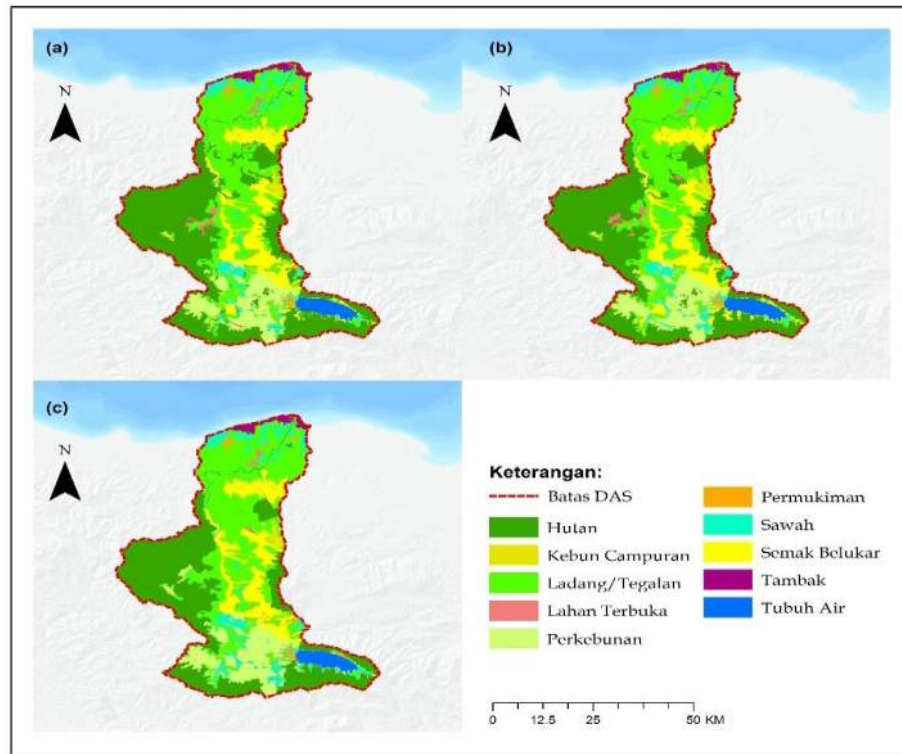 (a)
(b)
N
N
(c)
N
Keterangan:
Batas DAS
Hutan
Kebun Campuran
Ladang/Tegalan
Lahan Terbuka
Perkebunan
Permukiman
Sawah
Semak Belukar
Tambak
Tubuh Air
0 12.5 25 50 KM